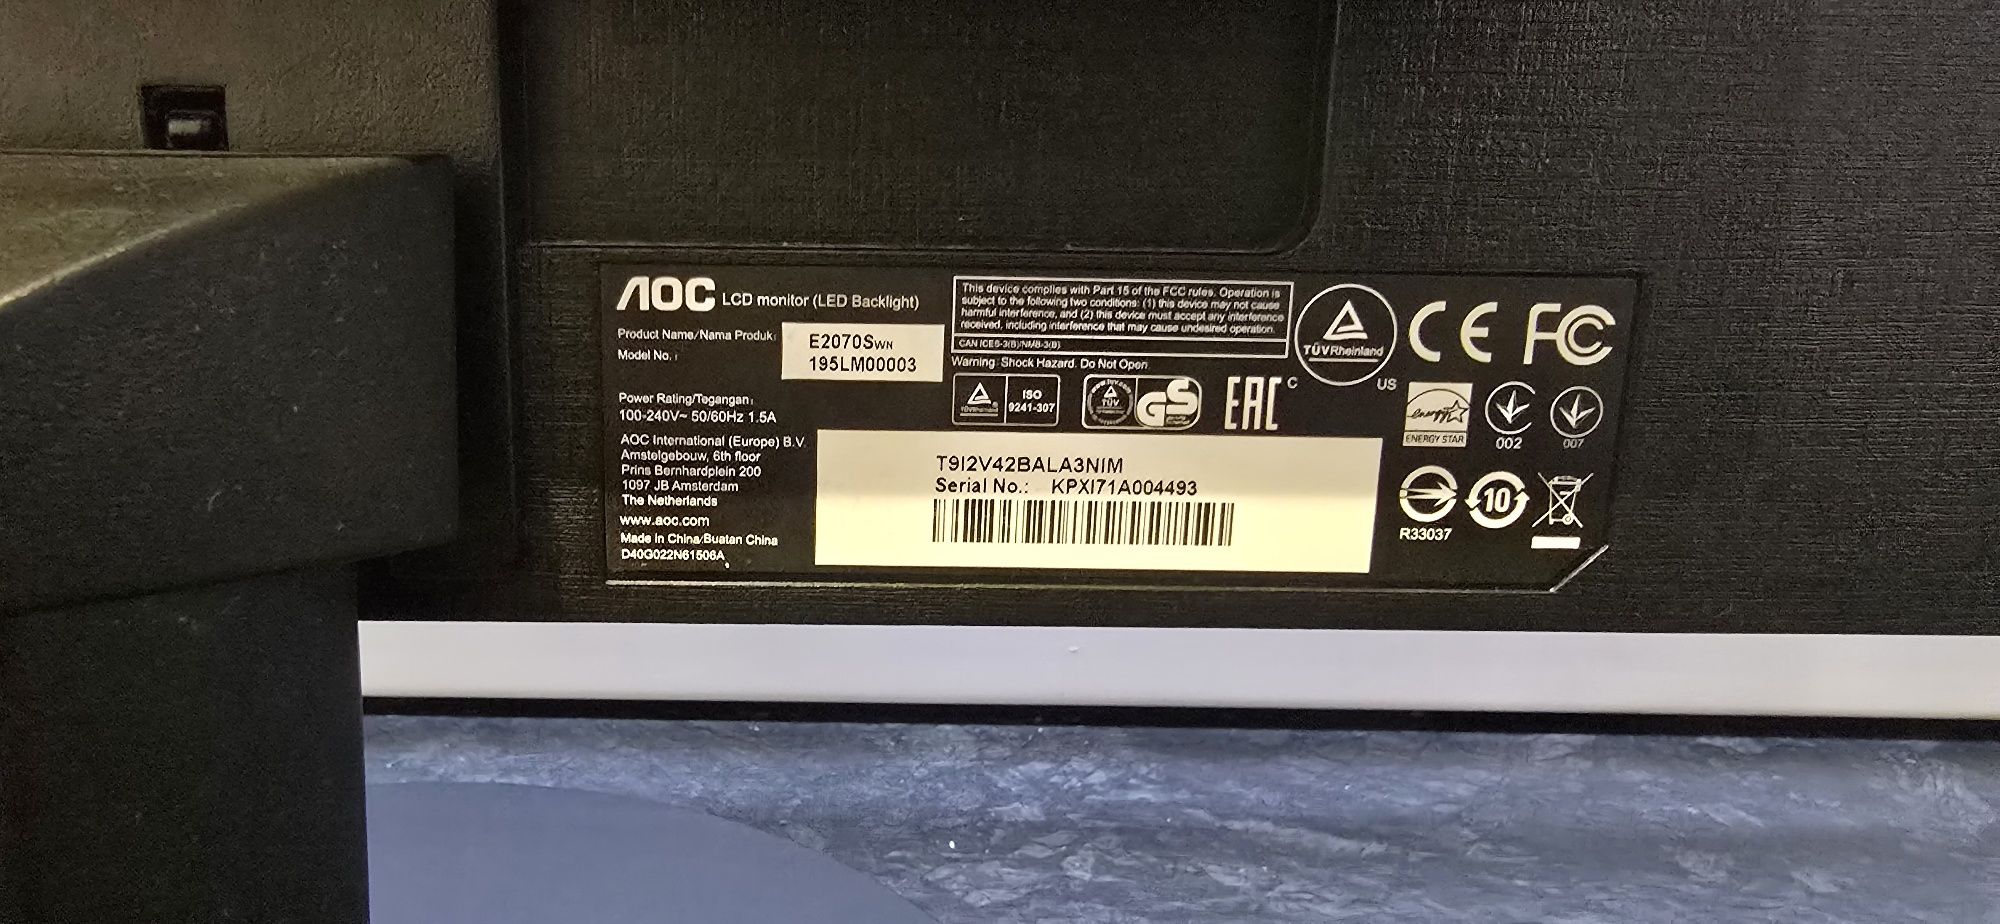 AOC LCD monitor (LED Backlight)
Product Name/Nama Produk:
Model No.:
E2070SWN
195LM00003
Power Rating/Tegangan:
100-240V~ 50/60Hz 1.5A
AOC International (Europe) B.V.
Amstelgebouw, 6th floor
Prins Bernhardplein 200
1097 JB Amsterdam
The Netherlands
www.aoc.com
Made in China/Buatan China
D40G022N61506A
This device complies with Part 15 of the FCC rules. Operation is
subject to the following two conditions: (1) this device may not cause
harmful interference, and (2) this device must accept any interference
received, including interference that may cause undesired operation.
CAN ICES-3(B)/NMB-3(B)
Warning: Shock Hazard. Do Not Open
TÜVRheinland
ISO
9241-307
TÜV
GS
EAC
C
US
CE FC
energy
ENERGY STAR
002
007
T9I2V42BALA3NIM
Serial No.: KPXI71A004493
R33037
10